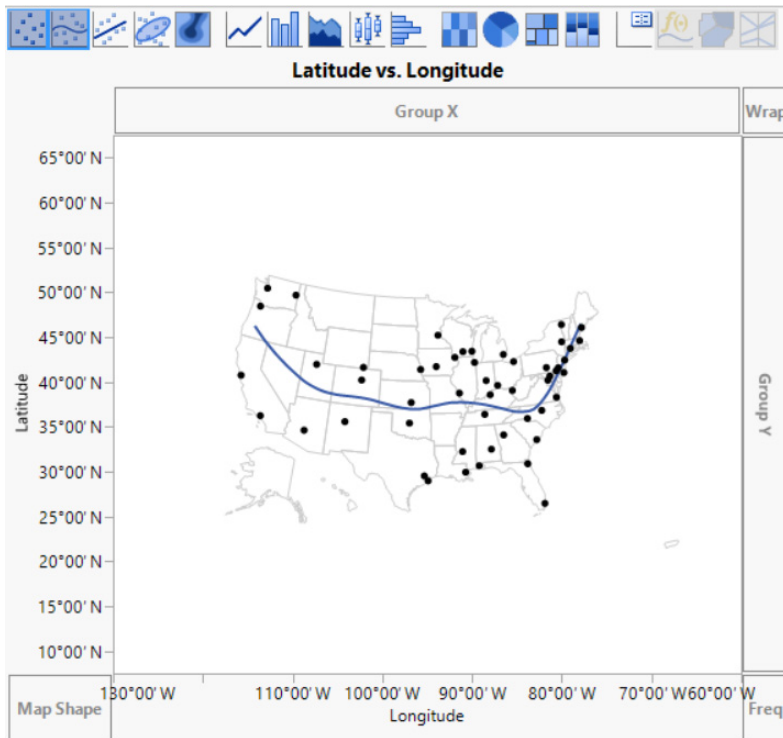 Latitude vs. Longitude
Group X
Wrap
65°00' N
60°00' N
55°00' N
50°00' N
45°00' N
40°00' N
35°00' N
30°00' N
25°00' N
20°00' N
15°00' N
10°00' N
Latitude
Group Y
130°00' W
110°00' W
100°00' W
90°00' W
80°00' W
70°00' W
60°00' W
Longitude
Map Shape
Freq